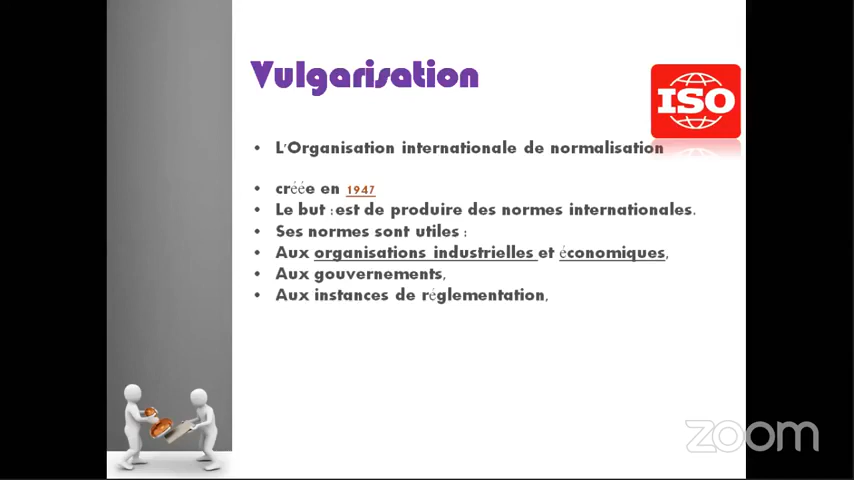 Vulgarisation
ISO
• L'Organisation internationale de normalisation
• créée en 1947
• Le but : est de produire des normes internationales.
• Ses normes sont utiles :
• Aux organisations industrielles et économiques,
• Aux gouvernements,
• Aux instances de réglementation,
zoom